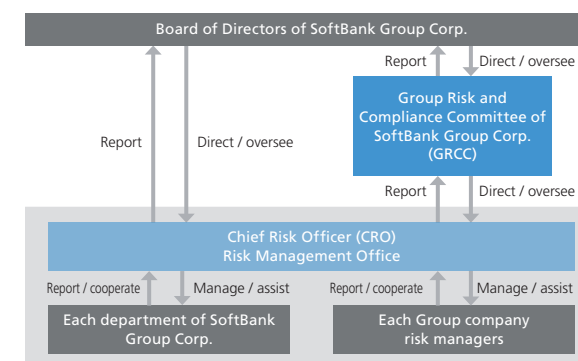 Board of Directors of SoftBank Group Corp.
Report
Direct / oversee
Group Risk and
Compliance Committee of
SoftBank Group Corp.
(GRCC)
Report
Direct / oversee
Report
Direct / oversee
Chief Risk Officer (CRO)
Risk Management Office
Report / cooperate
Manage / assist
Report / cooperate
Manage / assist
Each department of SoftBank
Group Corp.
Each Group company
risk managers